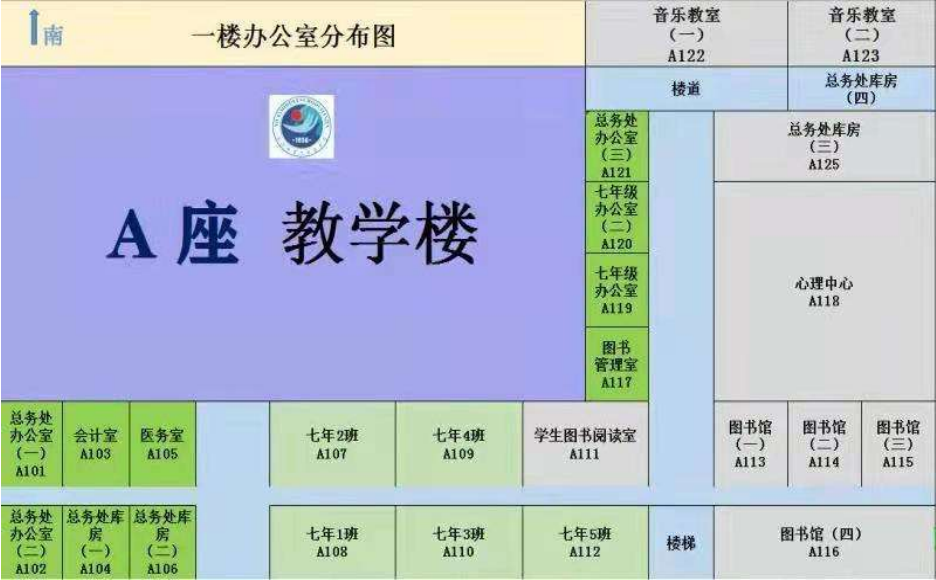 南
一楼办公室分布图
音乐教室
（一）
A122
音乐教室
（二）
A123
楼道
总务处库房
（四）
A 座 教学楼
总务处
办公室
（三）
A121
总务处库房
（三）
A125
七年级
办公室
（二）
A120
七年级
办公室
A119
心理中心
A118
图书
管理室
A117
总务处
办公室
（一）
A101
会计室
A103
医务室
A105
七年2班
A107
七年4班
A109
学生图书阅读室
A111
图书馆
（一）
A113
图书馆
（二）
A114
图书馆
（三）
A115
总务处
办公室
（二）
A102
总务处库
房
（一）
A104
总务处库
房
（二）
A106
七年1班
A108
七年3班
A110
七年5班
A112
楼梯
图书馆（四）
A116